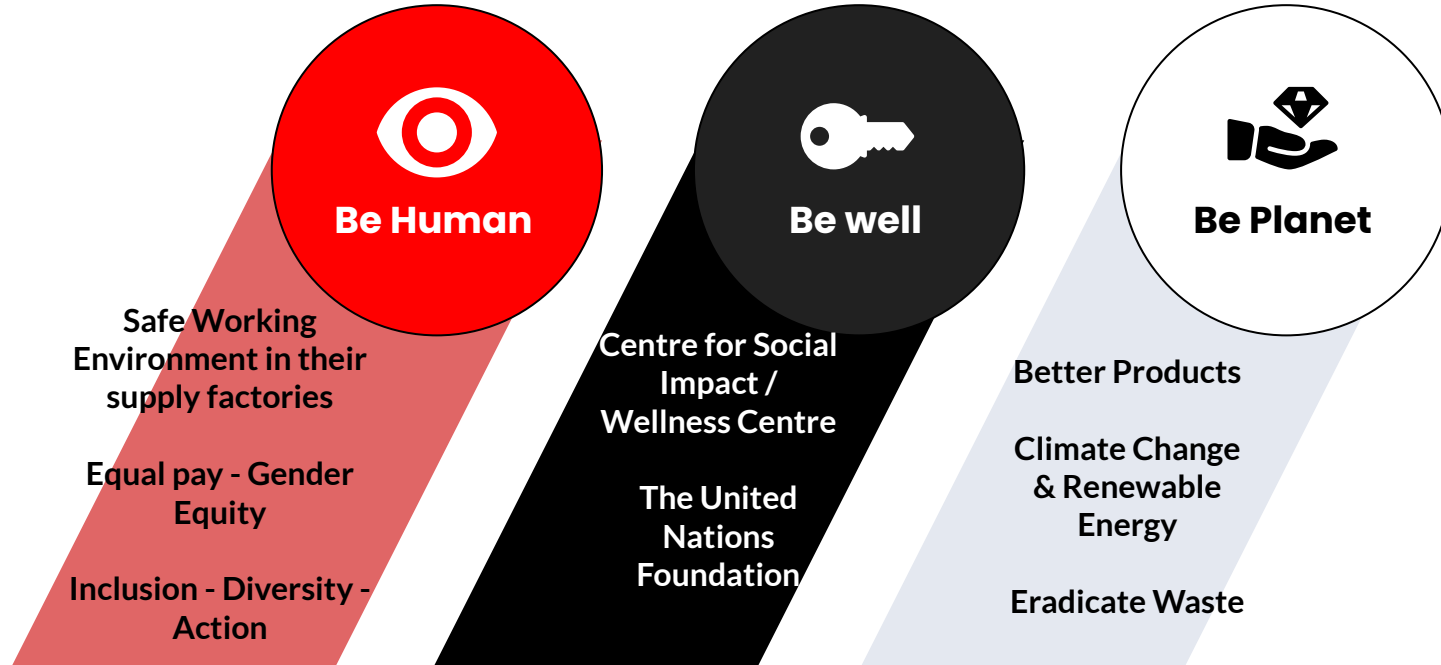 Be Human
Safe Working
Environment in their
supply factories
Equal pay - Gender
Equity
Inclusion - Diversity -
Action
Be well
Centre for Social
Impact /
Wellness Centre
The United
Nations
Foundation
Be Planet
Better Products
Climate Change
& Renewable
Energy
Eradicate Waste